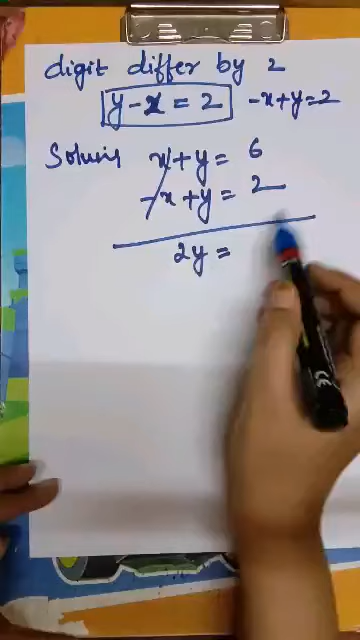 digit differ by 2
y - x = 2 -x+y=2
Solving x + y = 6
-x + y = 2
2y =